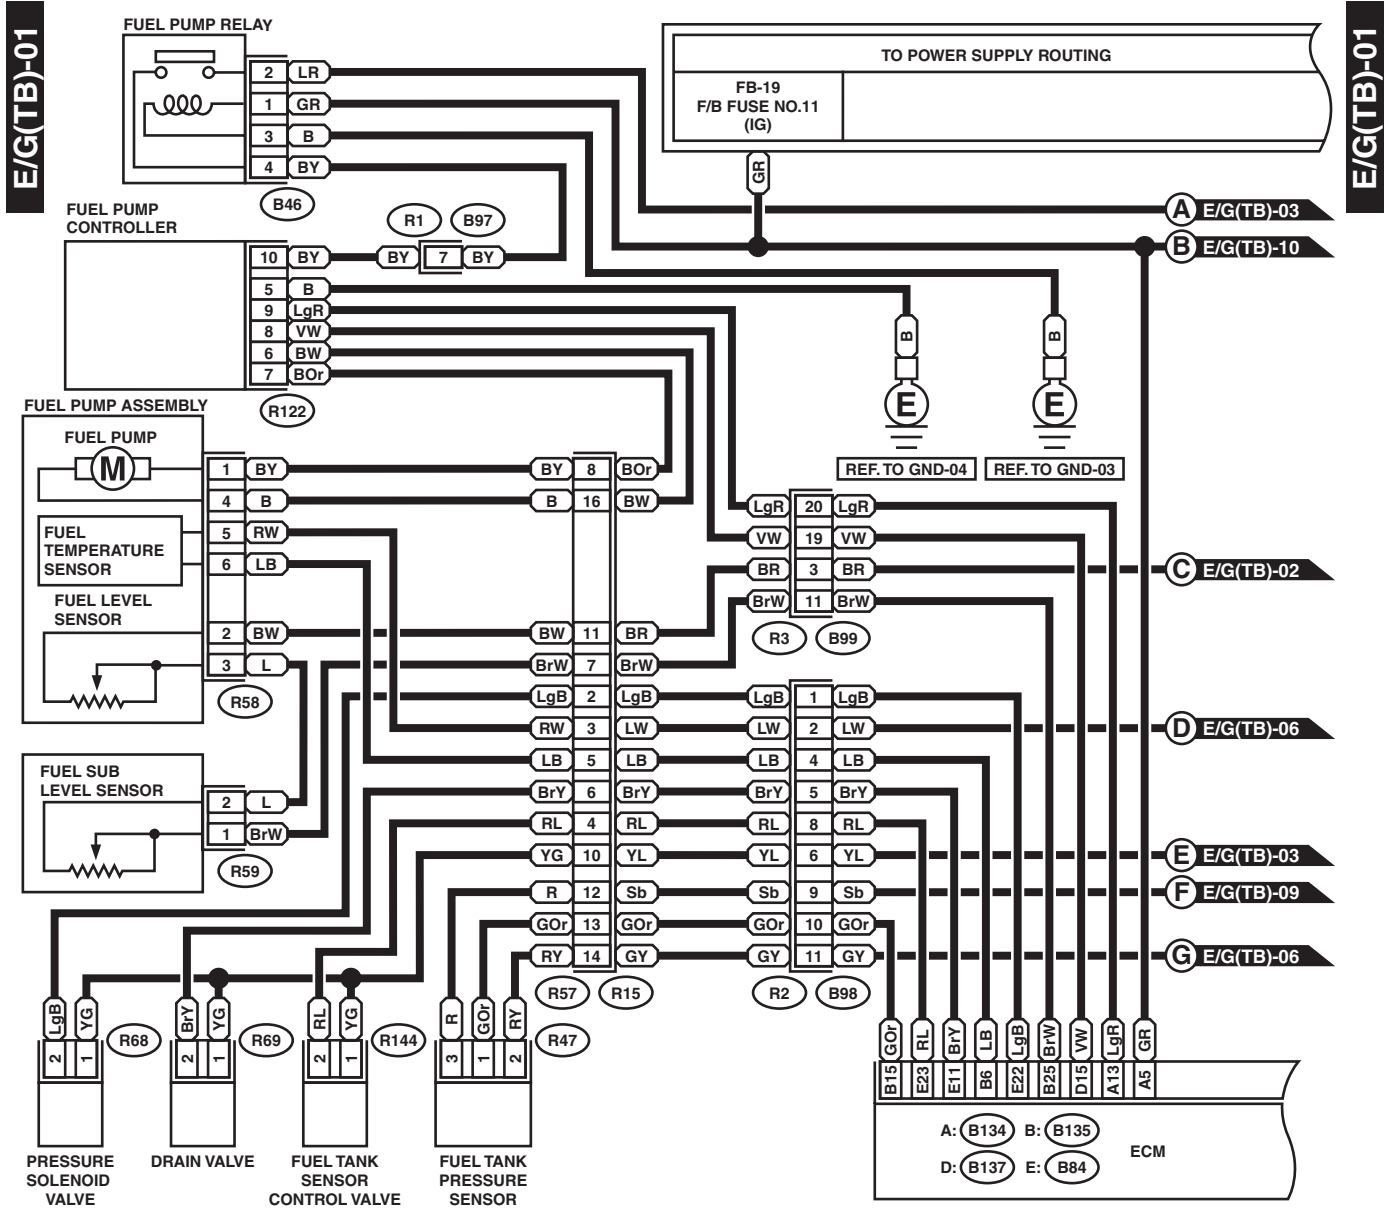 E/G(TB)-01
E/G(TB)-01
FUEL PUMP RELAY
2 LR
1 GR
3 B
4 BY
B46
TO POWER SUPPLY ROUTING
FB-19
F/B FUSE NO.11
(IG)
GR
A E/G(TB)-03
B E/G(TB)-10
FUEL PUMP
CONTROLLER
R1 B97
10 BY BY 7 BY
5 B
9 LgR
8 VW
6 BW
7 BOr
R122
B B
E E
REF. TO GND-04 REF. TO GND-03
FUEL PUMP ASSEMBLY
FUEL PUMP
M
1 BY BY 8 BOr
4 B B 16 BW
LgR 20 LgR
FUEL
TEMPERATURE
SENSOR
5 RW
VW 19 VW
6 LB
BR 3 BR C E/G(TB)-02
FUEL LEVEL
SENSOR
BrW 11 BrW
2 BW BW 11 BR
R3 B99
3 L BrW 7 BrW
R58
LgB 2 LgB LgB 1 LgB
RW 3 LW LW 2 LW D E/G(TB)-06
FUEL SUB
LEVEL SENSOR
LB 5 LB LB 4 LB
2 L BrY 6 BrY BrY 5 BrY
1 BrW RL 4 RL RL 8 RL
R59
YG 10 YL YL 6 YL E E/G(TB)-03
R 12 Sb Sb 9 Sb F E/G(TB)-09
GOr 13 GOr GOr 10 GOr
RY 14 GY GY 11 GY G E/G(TB)-06
R57 R15 R2 B98
LgB YG R68 BrY YG R69 RL YG R144 R GOr RY R47
2 1 2 1 2 1 3 1 2
GOr RL BrY LB LgB BrW VW LgR GR
B15 E23 E11 B6 E22 B25 D15 A13 A5
A: B134 B: B135
D: B137 E: B84
ECM
PRESSURE
SOLENOID
VALVE
DRAIN VALVE
FUEL TANK
SENSOR
CONTROL VALVE
FUEL TANK
PRESSURE
SENSOR